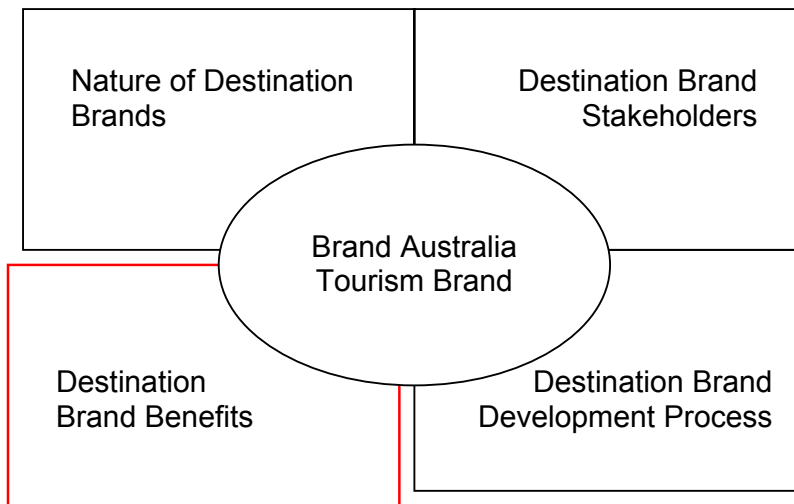 Nature of Destination
Brands
Destination Brand
Stakeholders
Brand Australia
Tourism Brand
Destination
Brand Benefits
Destination Brand
Development Process